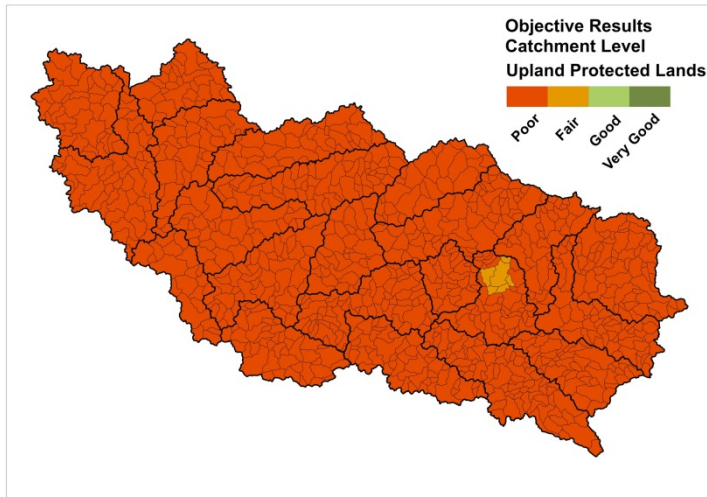 Objective Results
Catchment Level
Upland Protected Lands
Poor
Fair
Good
Very Good